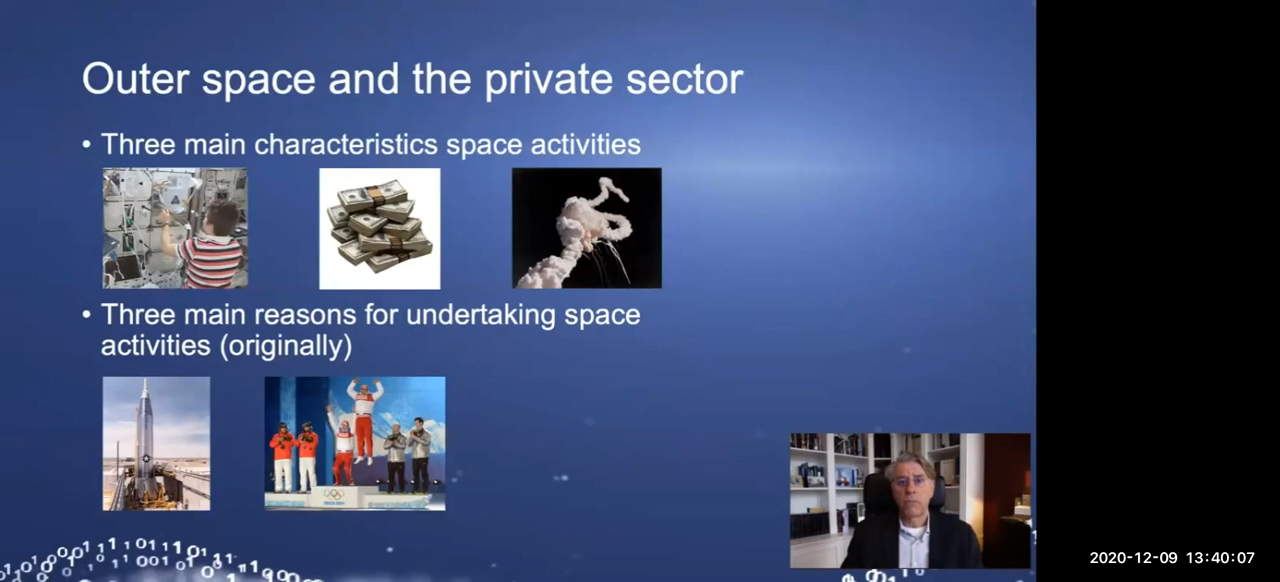 Outer space and the private sector
• Three main characteristics space activities
• Three main reasons for undertaking space
activities (originally)
2020-12-09 13:40:07